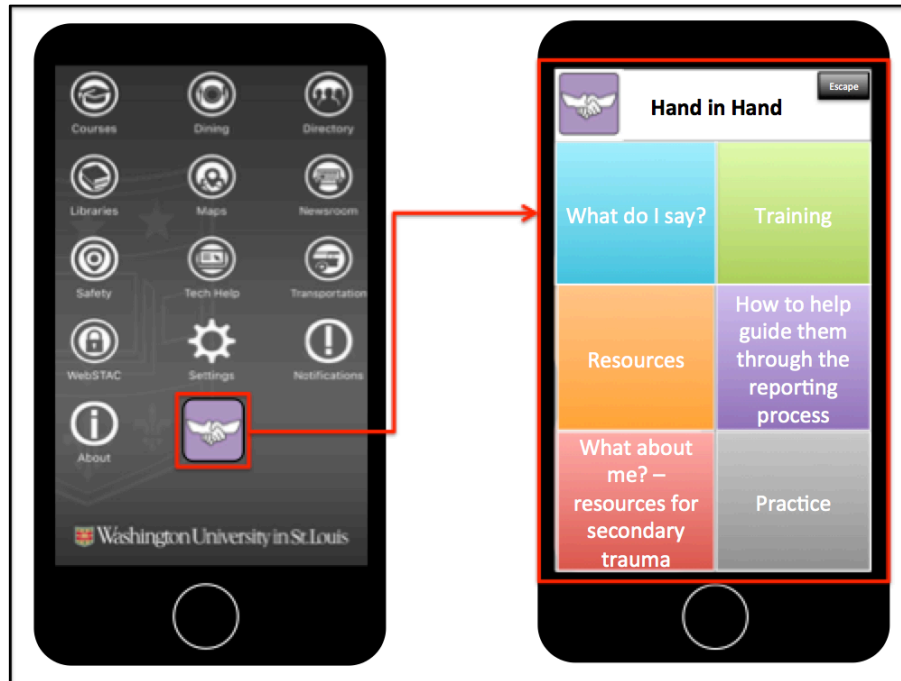 Courses
Dining
Directory
Libraries
Maps
Newsroom
Safety
Tech Help
Transportation
WebSTAC
Settings
Notifications
About
Washington University in St. Louis
Escape
Hand in Hand
What do I say?
Training
Resources
How to help
guide them
through the
reporting
process
What about
me? –
resources for
secondary
trauma
Practice